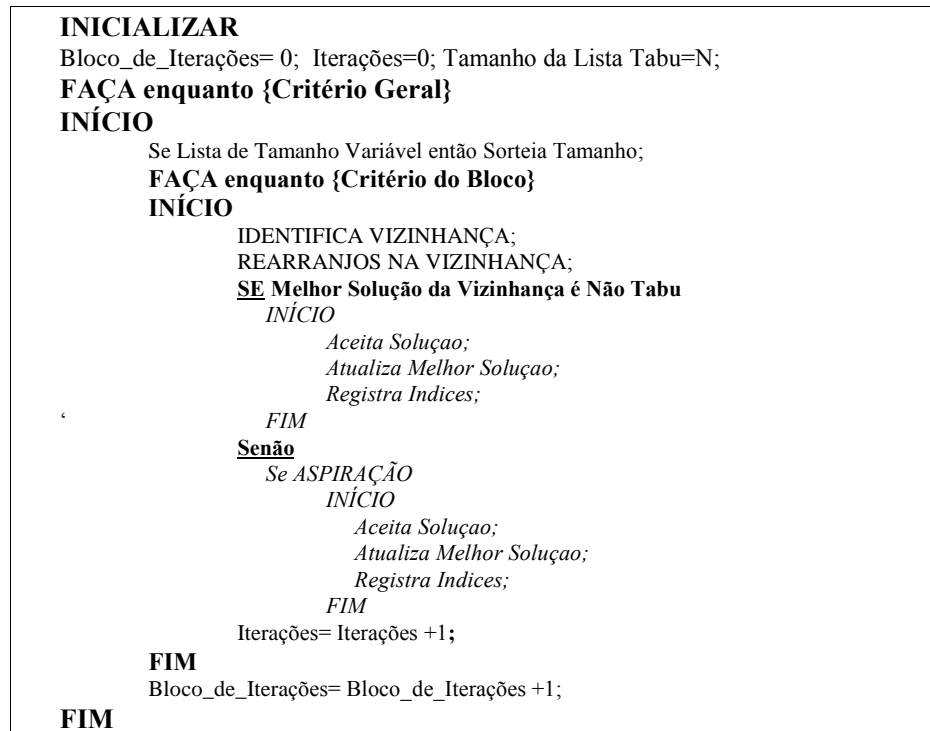 INICIALIZAR
Bloco_de_Iterações= 0; Iterações=0; Tamanho da Lista Tabu=N;
FAÇA enquanto {Critério Geral}
INÍCIO
Se Lista de Tamanho Variável então Sorteia Tamanho;
FAÇA enquanto {Critério do Bloco}
INÍCIO
IDENTIFICA VIZINHANÇA;
REARRANJOS NA VIZINHANÇA;
SE Melhor Solução da Vizinhança é Não Tabu
INÍCIO
Aceita Soluçao;
Atualiza Melhor Soluçao;
Registra Indices;
‘ FIM
Senão
Se ASPIRAÇÃO
INÍCIO
Aceita Soluçao;
Atualiza Melhor Soluçao;
Registra Indices;
FIM
Iterações= Iterações +1;
FIM
Bloco_de_Iterações= Bloco_de_Iterações +1;
FIM